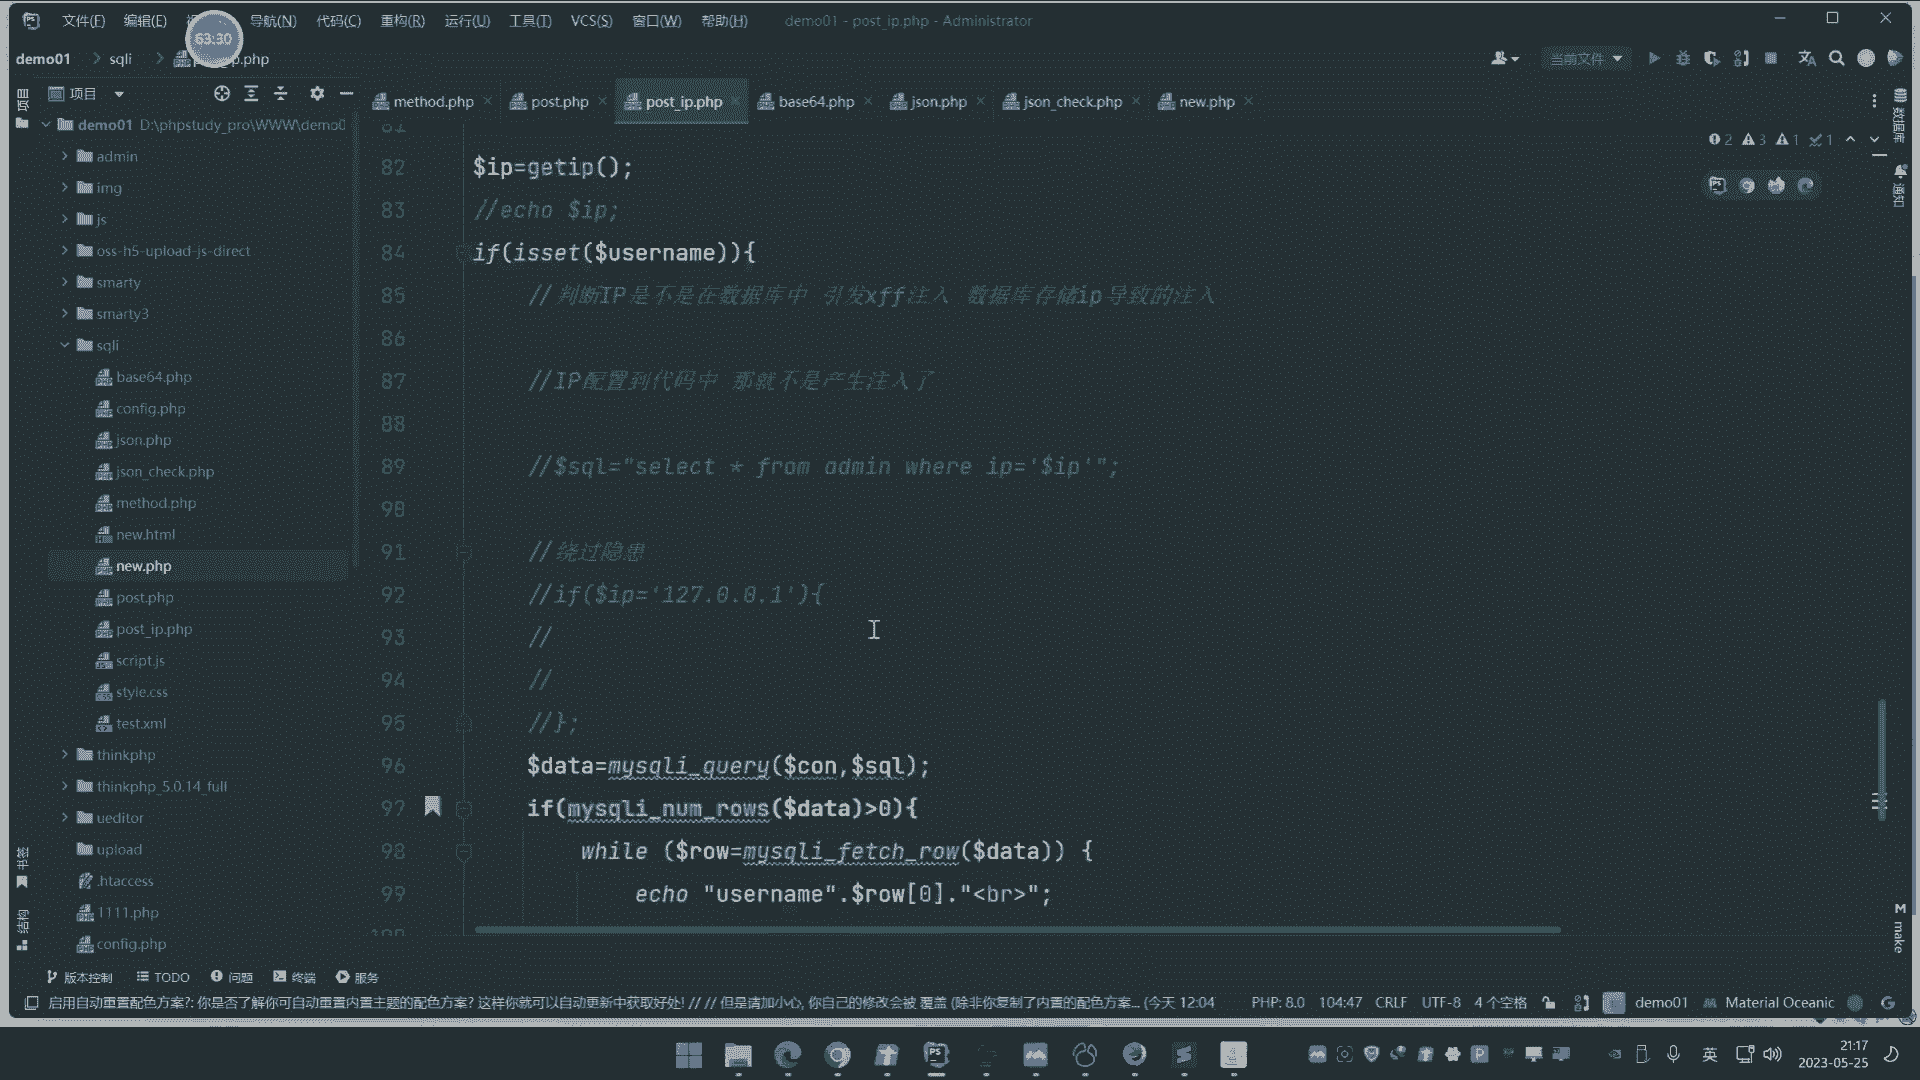 文件(F) 编辑(E) 导航(N) 代码(C) 重构(R) 运行(U) 工具(T) VCS(S) 窗口(W) 帮助(H) demo01 - post_ip.php - Administrator
63:30
demo01 sqli p.php 当前文件
项目
项目
method.php post.php post_ip.php base64.php json.php json_check.php new.php
demo01 D:\phpstudy_pro\WWW\demo0
admin
img
js
oss-h5-upload-js-direct
smarty
smarty3
sqli
base64.php
config.php
json.php
json_check.php
method.php
new.html
new.php
post.php
post_ip.php
script.js
style.css
test.xml
thinkphp
thinkphp_5.0.14_full
ueditor
upload
.htaccess
1111.php
config.php
书签
结构
2 3 1 1
81
82 $ip=getip();
83 //echo $ip;
84 if(isset($username)){
85 //判断IP是不是在数据库中 引发xff注入 数据库存储ip导致的注入
86
87 //IP配置到代码中 那就不是产生注入了
88
89 //$sql="select * from admin where ip='$ip'";
90
91 //绕过隐患
92 //if($ip='127.0.0.1'){
93 //
94 //
95 //};
96 $data=mysqli_query($con,$sql);
97 if(mysqli_num_rows($data)>0){
98 while ($row=mysqli_fetch_row($data)) {
99 echo "username".$row[0]."<br>";
100
数据库
通知
M make
版本控制 TODO 问题 终端 服务
启用自动重置配色方案?: 你是否了解你可自动重置内置主题的配色方案? 这样你就可以自动更新中获取好处! // // 但是请加小心, 你自己的修改会被 覆盖 (除非你复制了内置的配色方案... (今天 12:04
PHP: 8.0 104:47 CRLF UTF-8 4 个空格 demo01 Material Oceanic
英
21:17
2023-05-25